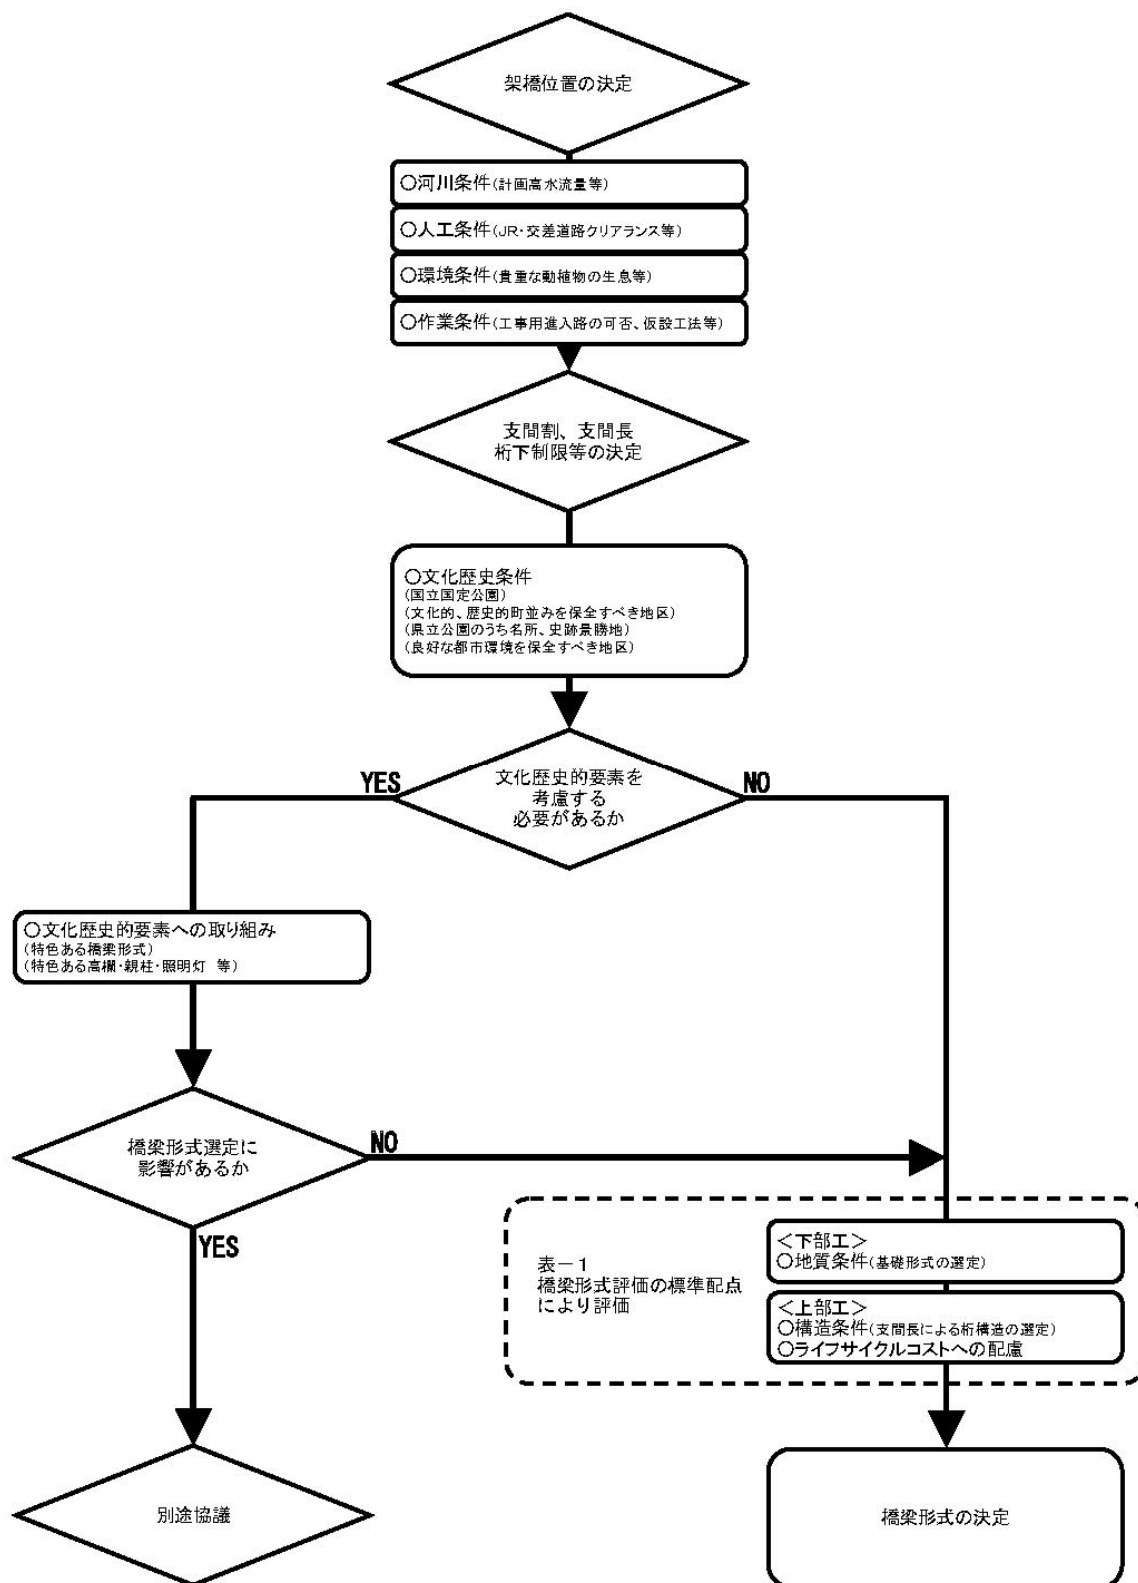 架橋位置の決定
○河川条件(計画高水流量等)
○人工条件(JR・交差道路クリアランス等)
○環境条件(貴重な動植物の生息等)
○作業条件(工事用進入路の可否、仮設工法等)
支間割、支間長
桁下制限等の決定
○文化歴史条件
(国立国定公園)
(文化的、歴史的町並みを保全すべき地区)
(県立公園のうち名所、史跡景勝地)
(良好な都市環境を保全すべき地区)
文化歴史的要素を
考慮する
必要があるか
YES
NO
○文化歴史的要素への取り組み
(特色ある橋梁形式)
(特色ある高欄・親柱・照明灯 等)
橋梁形式選定に
影響があるか
NO
YES
表-1
橋梁形式評価の標準配点
により評価
<下部工>
○地質条件(基礎形式の選定)
<上部工>
○構造条件(支間長による桁構造の選定)
○ライフサイクルコストへの配慮
別途協議
橋梁形式の決定